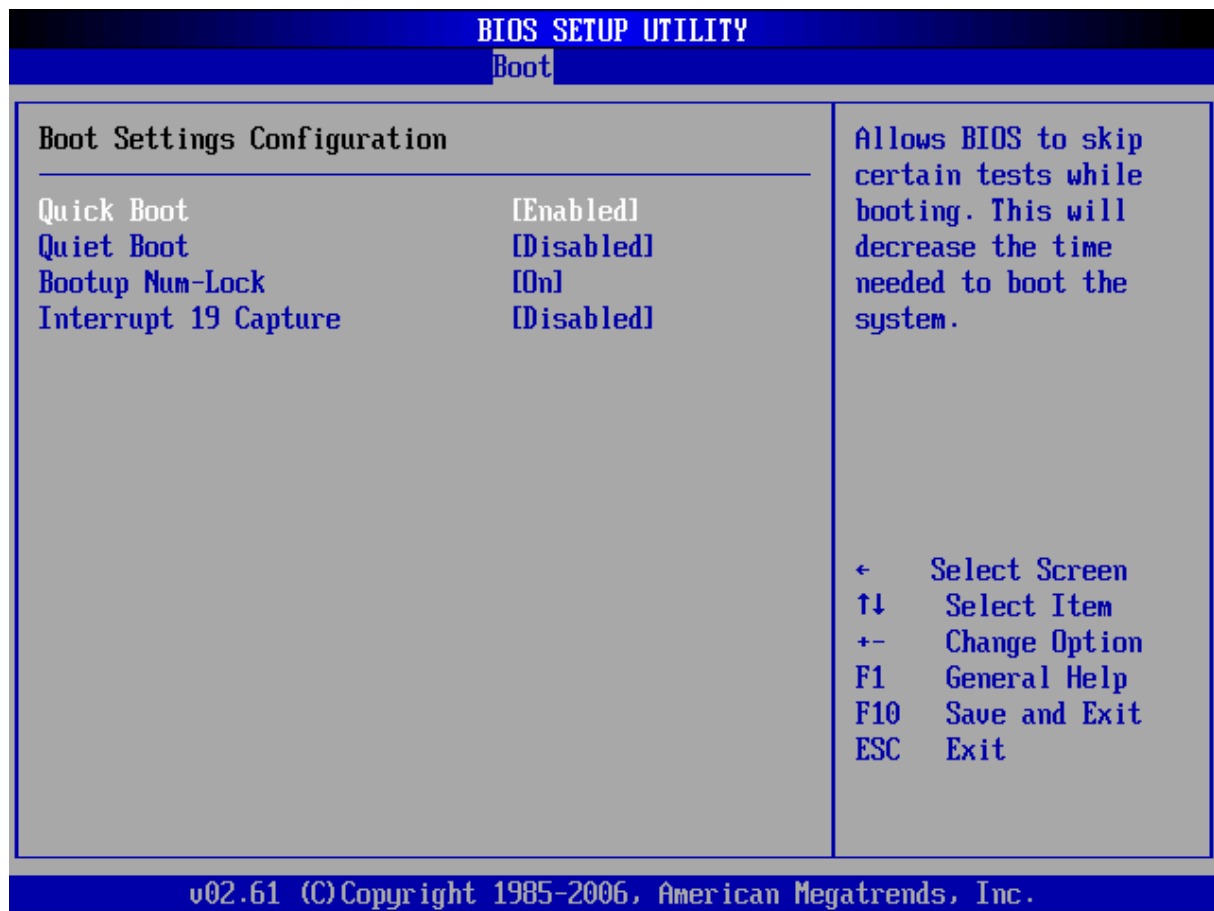 BIOS SETUP UTILITY
Boot
Boot Settings Configuration
Quick Boot [Enabled]
Quiet Boot [Disabled]
Bootup Num-Lock [On]
Interrupt 19 Capture [Disabled]
Allows BIOS to skip
certain tests while
booting. This will
decrease the time
needed to boot the
system.
← Select Screen
↑↓ Select Item
+- Change Option
F1 General Help
F10 Save and Exit
ESC Exit
v02.61 (C)Copyright 1985-2006, American Megatrends, Inc.